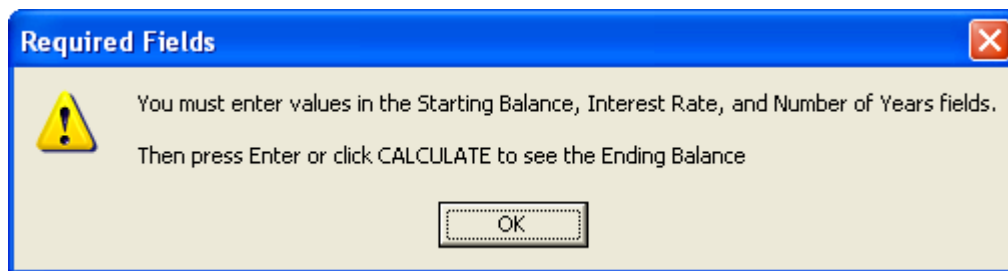 Required Fields
You must enter values in the Starting Balance, Interest Rate, and Number of Years fields.
Then press Enter or click CALCULATE to see the Ending Balance
OK